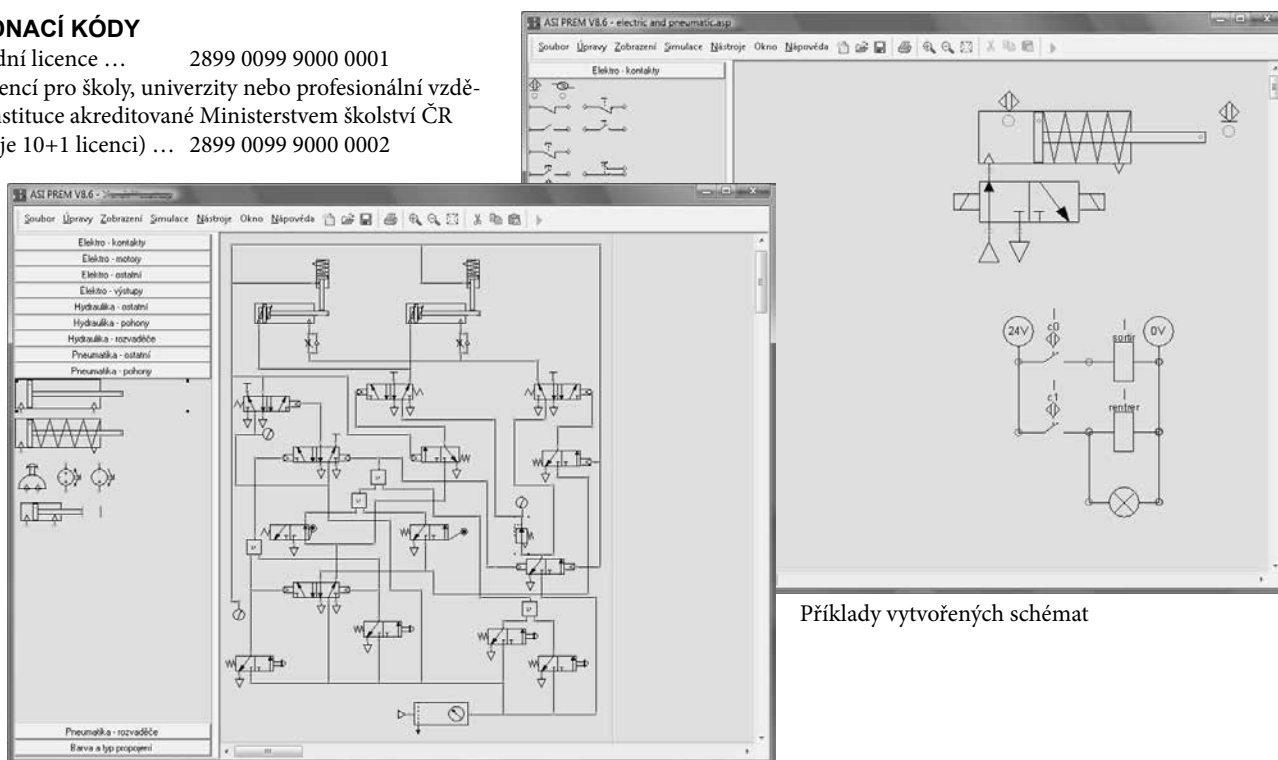 ONACÍ KÓDY
dní licence … 2899 0099 9000 0001
encí pro školy, univerzity nebo profesionální vzdě-
nstituce akreditované Ministerstvem školství ČR
je 10+1 licenci) … 2899 0099 9000 0002
ASI PREM V8.6 - electric and pneumatic.asp
Soubor Úpravy Zobrazení Simulace Nástroje Okno Nápověda
Elektro - kontakty
24V
c0
sortir
0V
c1
rentrer
ASI PREM V8.6 -
Soubor Úpravy Zobrazení Simulace Nástroje Okno Nápověda
Elektro - kontakty
Elektro - motory
Elektro - ostatní
Elektro - výstupy
Hydraulika - ostatní
Hydraulika - pohony
Hydraulika - rozvaděče
Pneumatika - ostatní
Pneumatika - pohony
Pneumatika - rozvaděče
Barva a typ propojení
Příklady vytvořených schémat